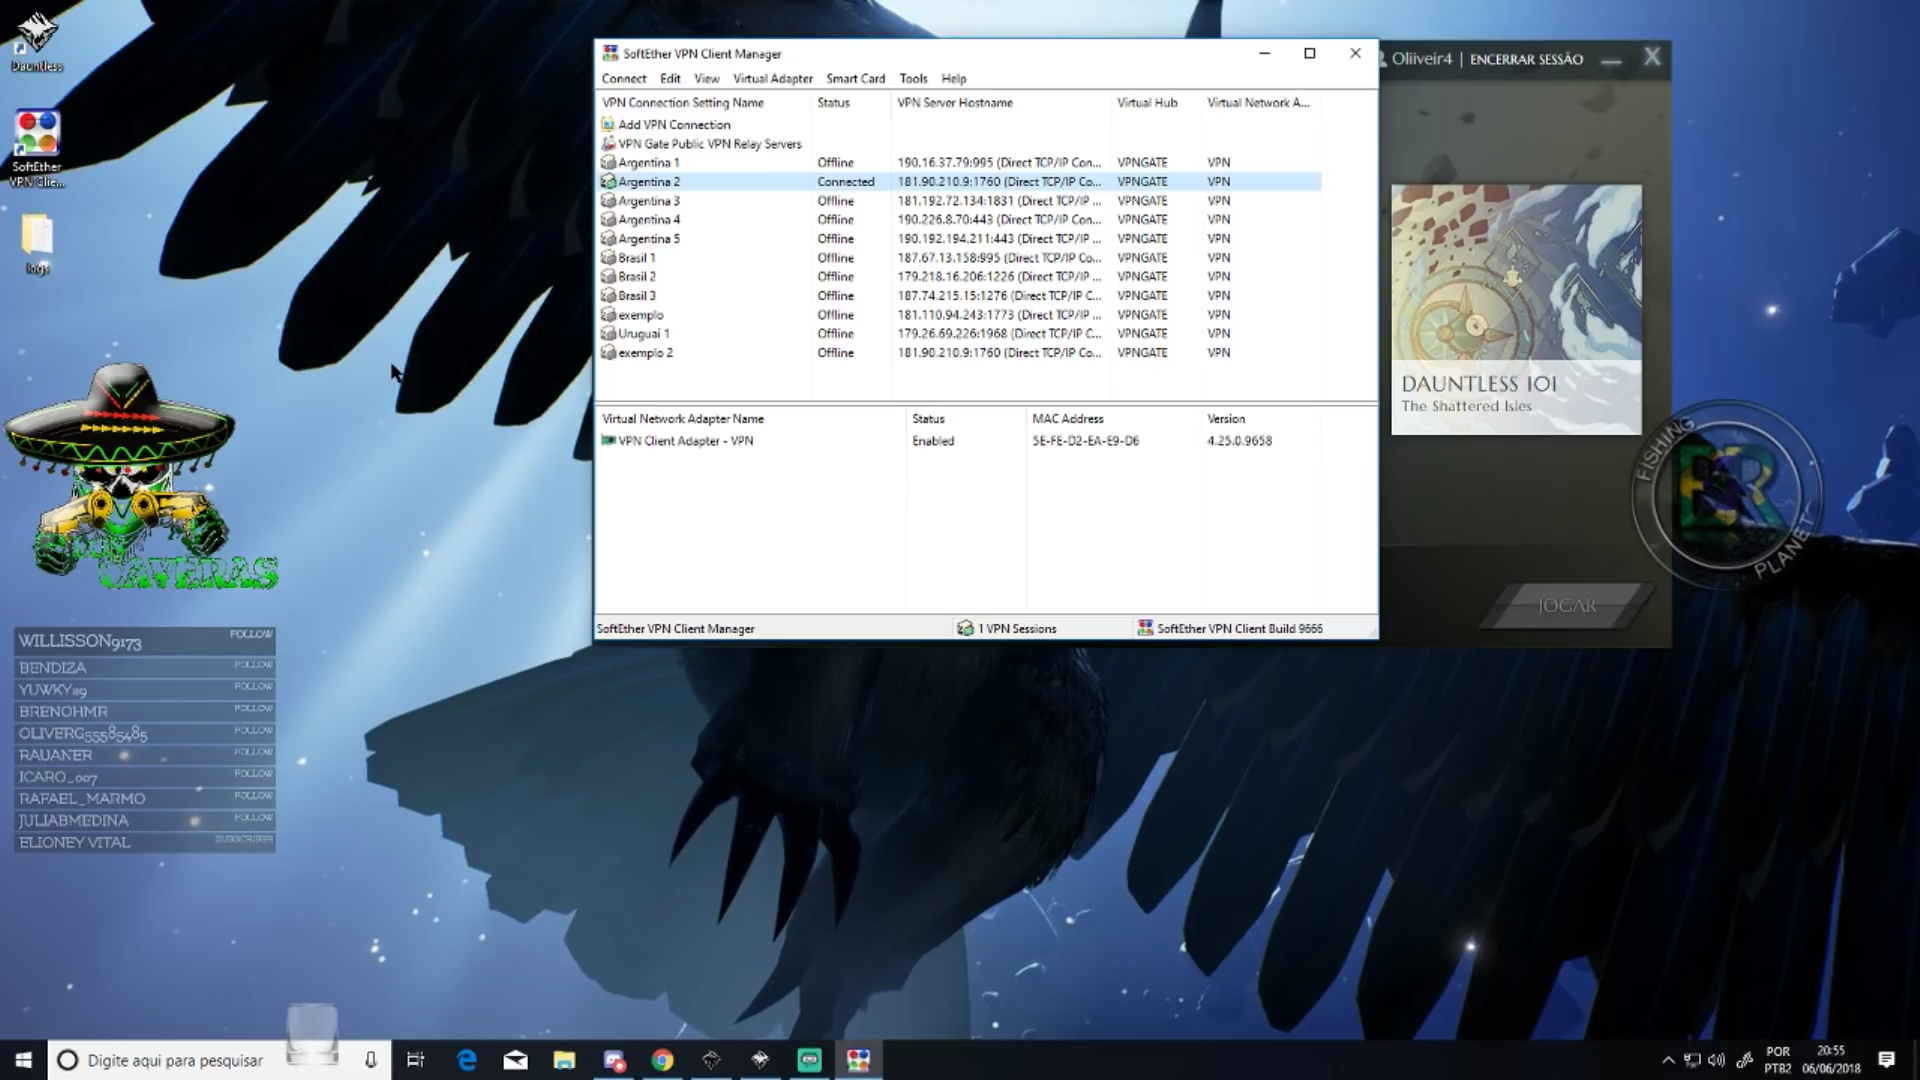 Dauntless
SoftEther
VPN Clie...
logs
CAVERAS
WILLISSON9173 FOLLOW
BENDIZA FOLLOW
YUWKY119 FOLLOW
BRENOHMR FOLLOW
OLIVERG55585485 FOLLOW
RAUANER FOLLOW
ICARO_007 FOLLOW
RAFAEL_MARMO FOLLOW
JULIABMEDINA FOLLOW
ELIONEY VITAL SUBSCRIBER
SoftEther VPN Client Manager
Connect Edit View Virtual Adapter Smart Card Tools Help
VPN Connection Setting Name Status VPN Server Hostname Virtual Hub Virtual Network A...
Add VPN Connection
VPN Gate Public VPN Relay Servers
Argentina 1 Offline 190.16.37.79:995 (Direct TCP/IP Con... VPNGATE VPN
Argentina 2 Connected 181.90.210.9:1760 (Direct TCP/IP Co... VPNGATE VPN
Argentina 3 Offline 181.192.72.134:1831 (Direct TCP/IP ... VPNGATE VPN
Argentina 4 Offline 190.226.8.70:443 (Direct TCP/IP Con... VPNGATE VPN
Argentina 5 Offline 190.192.194.211:443 (Direct TCP/IP ... VPNGATE VPN
Brasil 1 Offline 187.67.13.158:995 (Direct TCP/IP Co... VPNGATE VPN
Brasil 2 Offline 179.218.16.206:1226 (Direct TCP/IP ... VPNGATE VPN
Brasil 3 Offline 187.74.215.15:1276 (Direct TCP/IP C... VPNGATE VPN
exemplo Offline 181.110.94.243:1773 (Direct TCP/IP ... VPNGATE VPN
Uruguai 1 Offline 179.26.69.226:1968 (Direct TCP/IP C... VPNGATE VPN
exemplo 2 Offline 181.90.210.9:1760 (Direct TCP/IP Co... VPNGATE VPN
Virtual Network Adapter Name Status MAC Address Version
VPN Client Adapter - VPN Enabled 5E-FE-D2-EA-E9-D6 4.25.0.9658
SoftEther VPN Client Manager 1 VPN Sessions SoftEther VPN Client Build 9666
Oliiveir4 | ENCERRAR SESSÃO X
DAUNTLESS 101
The Shattered Isles
JOGAR
FISHING
BR
PLANET
Digite aqui para pesquisar
POR
PTB2
20:55
06/06/2018